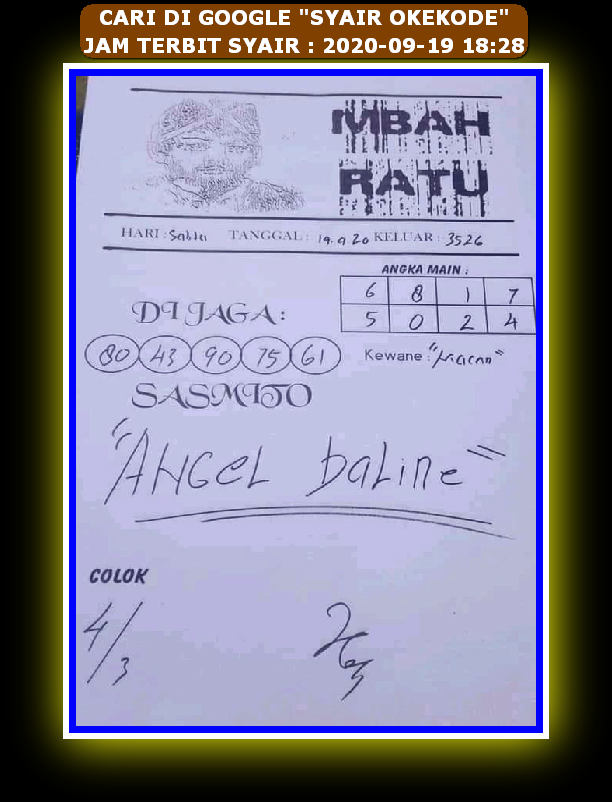 CARI DI GOOGLE "SYAIR OKEKODE"
JAM TERBIT SYAIR : 2020-09-19 18:28
MBAH
RATU
HARI : Sabtu TANGGAL : 19.9.20 KELUAR : 3526
ANGKA MAIN :
6 8 1 7
5 0 2 4
DI JAGA :
80 43 90 75 61
Kewane : "Macan"
SASMITO
"ANGeL baLine"
COLOK
4/3